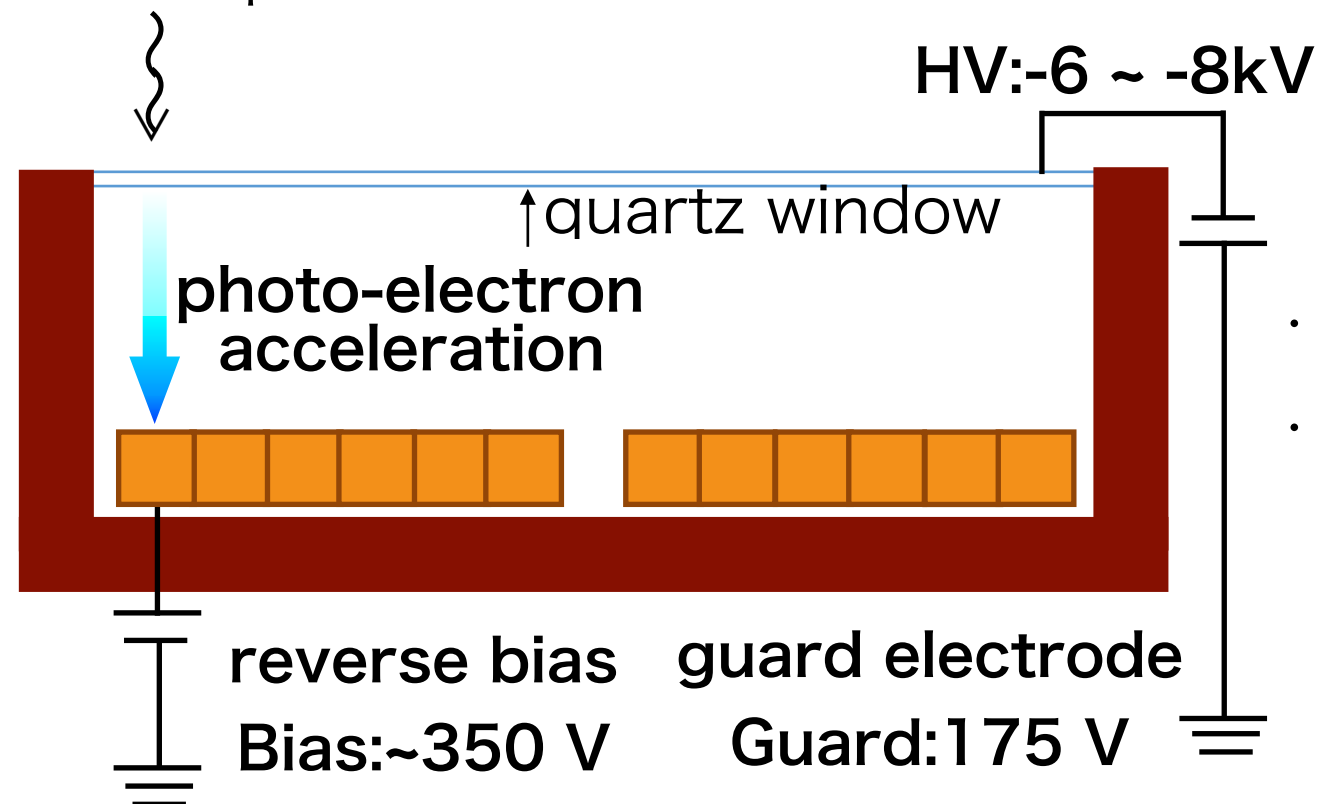 HV:-6 ~ -8kV
quartz window
photo-electron
acceleration
reverse bias
Bias:~350 V
guard electrode
Guard:175 V